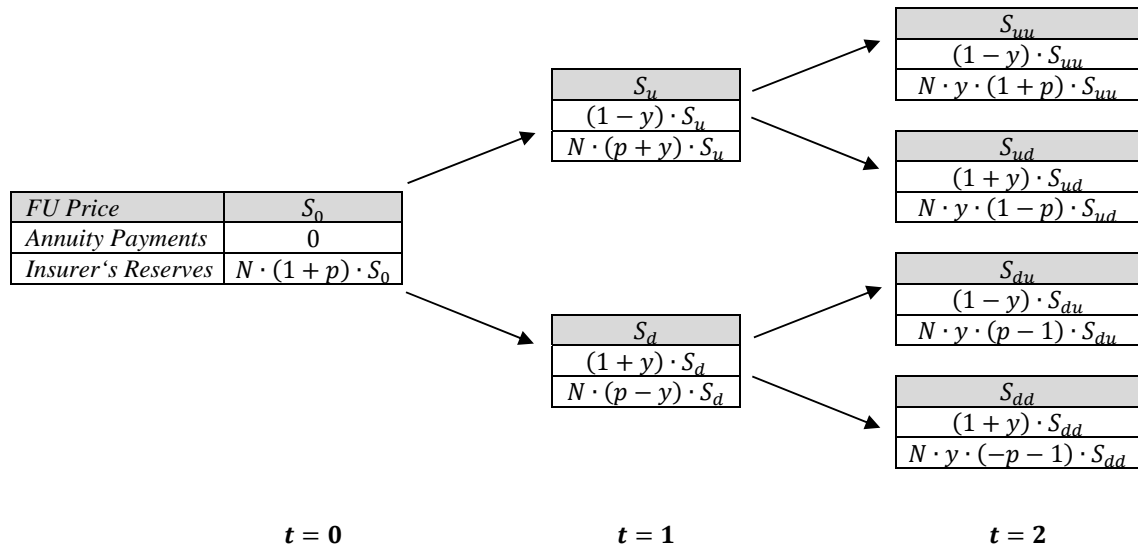 S_uu
(1 − y) · S_uu
N · y · (1 + p) · S_uu
S_u
(1 − y) · S_u
N · (p + y) · S_u
S_ud
(1 + y) · S_ud
N · y · (1 − p) · S_ud
FU Price S_0
Annuity Payments 0
Insurer‘s Reserves N · (1 + p) · S_0
S_du
(1 − y) · S_du
N · y · (p − 1) · S_du
S_d
(1 + y) · S_d
N · (p − y) · S_d
S_dd
(1 + y) · S_dd
N · y · (−p − 1) · S_dd
t = 0 t = 1 t = 2